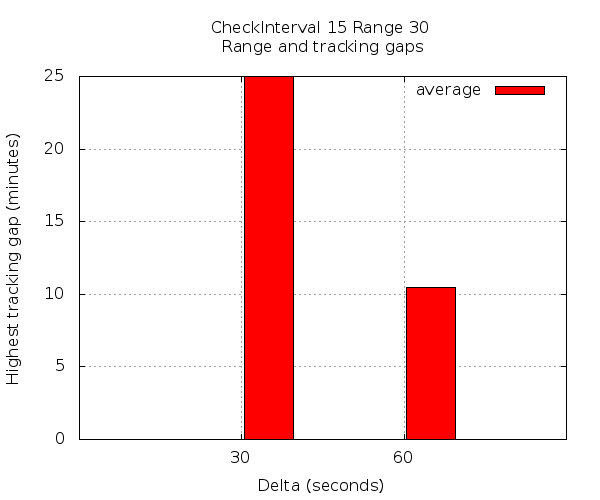 CheckInterval 15 Range 30
Range and tracking gaps
average
Highest tracking gap (minutes)
25
20
15
10
5
0
30 60
Delta (seconds)